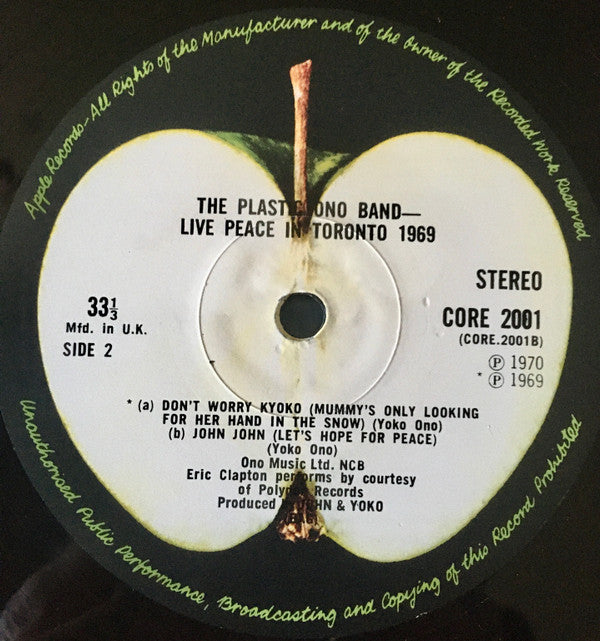 Apple Records-All Rights of the Manufacturer and of the Owner of the Recorded Work Reserved
THE PLASTIC ONO BAND—
LIVE PEACE IN TORONTO 1969
STEREO
33⅓
CORE 2001
Mfd. in U.K.
(CORE.2001B)
SIDE 2
Ⓟ 1970
* Ⓟ 1969
* (a) DON'T WORRY KYOKO (MUMMY'S ONLY LOOKING
FOR HER HAND IN THE SNOW) (Yoko Ono)
(b) JOHN JOHN (LET'S HOPE FOR PEACE)
(Yoko Ono)
Ono Music Ltd. NCB
Eric Clapton performs by courtesy
of Polydor Records
Produced by JOHN & YOKO
Unauthorised Public Performance, Broadcasting and Copying of this Record Prohibited